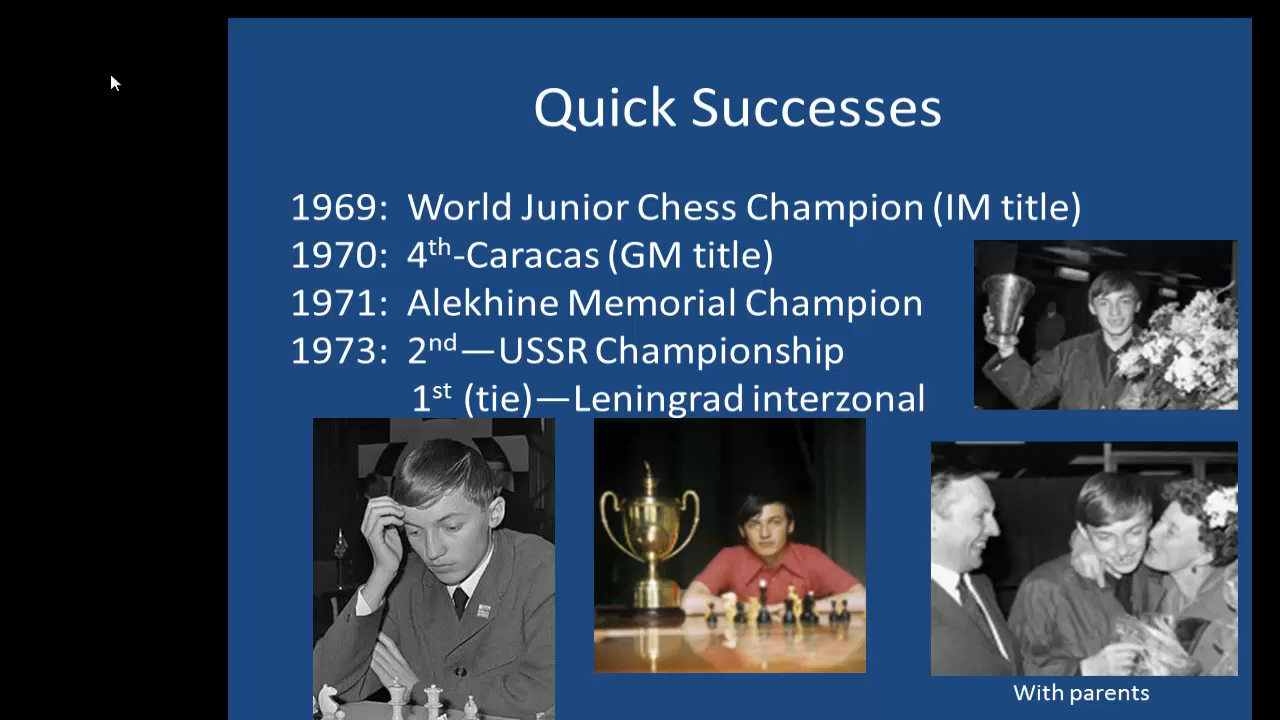 Quick Successes
1969: World Junior Chess Champion (IM title)
1970: 4th-Caracas (GM title)
1971: Alekhine Memorial Champion
1973: 2nd—USSR Championship
1st (tie)—Leningrad interzonal
With parents